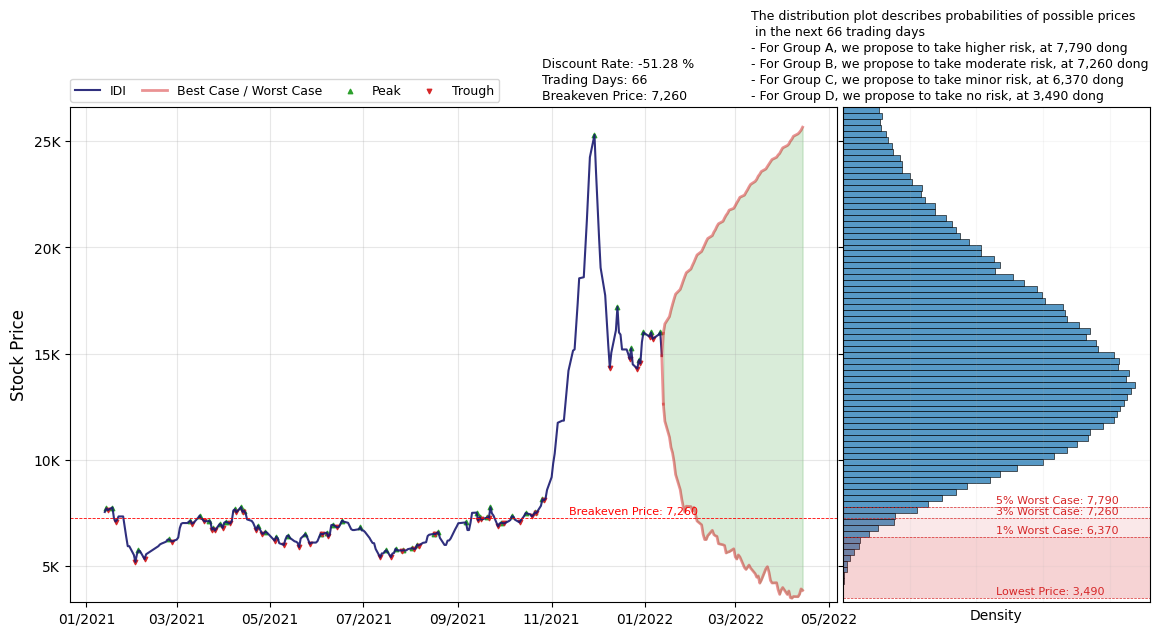 The distribution plot describes probabilities of possible prices
in the next 66 trading days
- For Group A, we propose to take higher risk, at 7,790 dong
- For Group B, we propose to take moderate risk, at 7,260 dong
- For Group C, we propose to take minor risk, at 6,370 dong
- For Group D, we propose to take no risk, at 3,490 dong
Discount Rate: -51.28 %
Trading Days: 66
Breakeven Price: 7,260
IDI
Best Case / Worst Case
Peak
Trough
Stock Price
25K
20K
15K
10K
5K
Breakeven Price: 7,260
01/2021
03/2021
05/2021
07/2021
09/2021
11/2021
01/2022
03/2022
05/2022
5% Worst Case: 7,790
3% Worst Case: 7,260
1% Worst Case: 6,370
Lowest Price: 3,490
Density